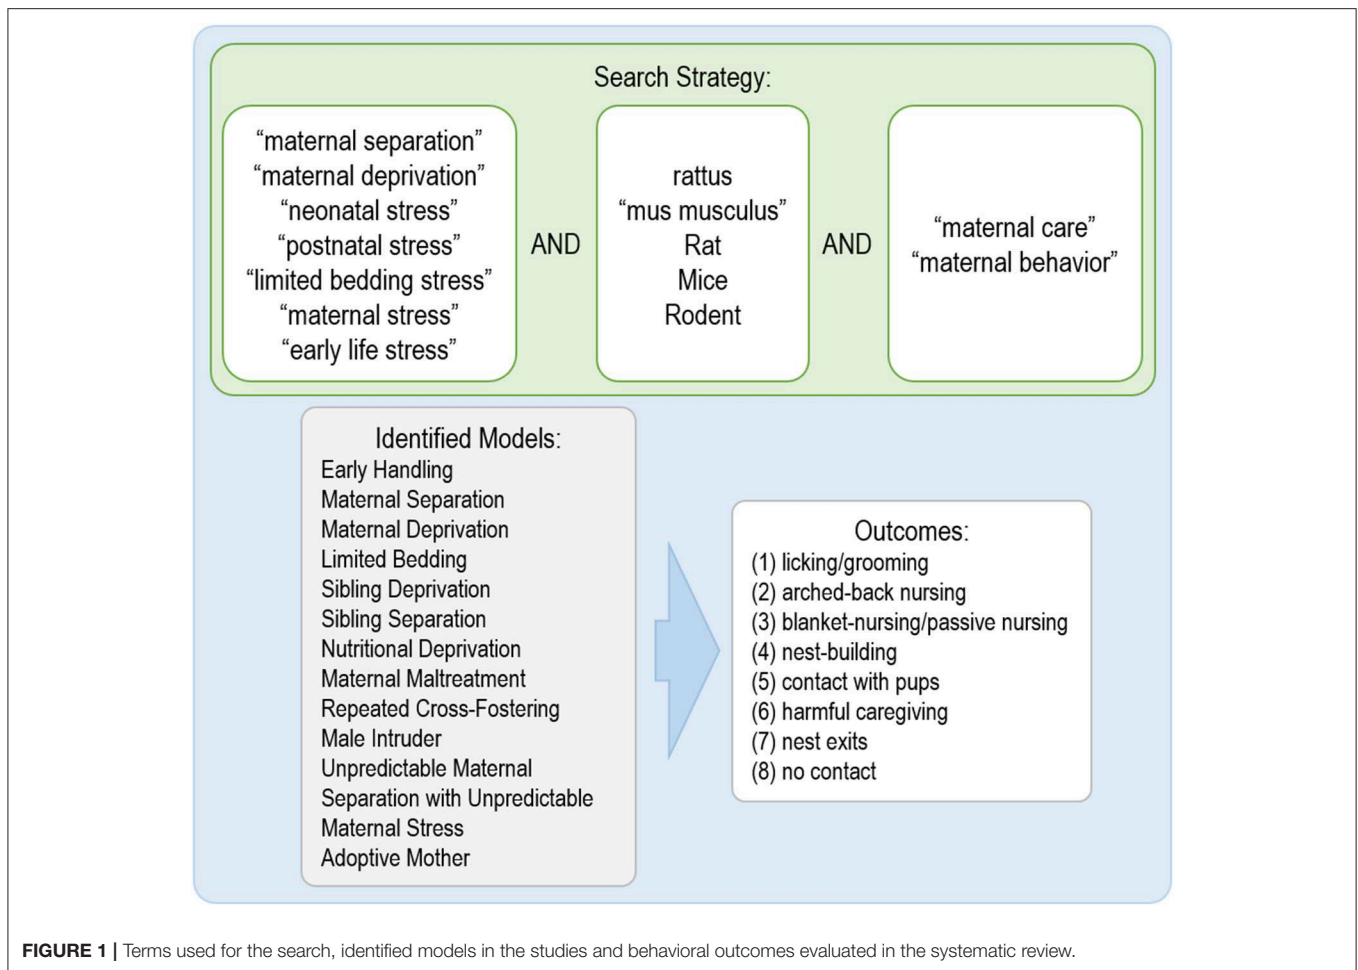 Search Strategy:
“maternal separation”
“maternal deprivation”
“neonatal stress”
“postnatal stress”
“limited bedding stress”
“maternal stress”
“early life stress”
AND
rattus
“mus musculus”
Rat
Mice
Rodent
AND
“maternal care”
“maternal behavior”
Identified Models:
Early Handling
Maternal Separation
Maternal Deprivation
Limited Bedding
Sibling Deprivation
Sibling Separation
Nutritional Deprivation
Maternal Maltreatment
Repeated Cross-Fostering
Male Intruder
Unpredictable Maternal
Separation with Unpredictable
Maternal Stress
Adoptive Mother
Outcomes:
(1) licking/grooming
(2) arched-back nursing
(3) blanket-nursing/passive nursing
(4) nest-building
(5) contact with pups
(6) harmful caregiving
(7) nest exits
(8) no contact
FIGURE 1 | Terms used for the search, identified models in the studies and behavioral outcomes evaluated in the systematic review.